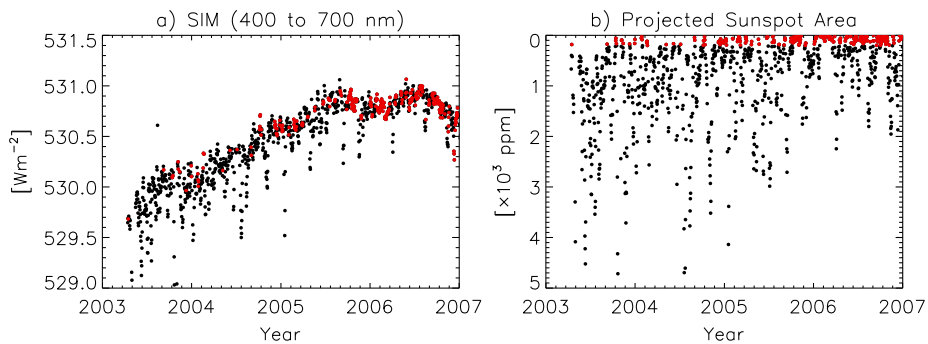 a) SIM (400 to 700 nm)
531.5
531.0
530.5
530.0
529.5
529.0
[Wm⁻²]
2003 2004 2005 2006 2007
Year
b) Projected Sunspot Area
0
1
2
3
4
5
[×10³ ppm]
2003 2004 2005 2006 2007
Year